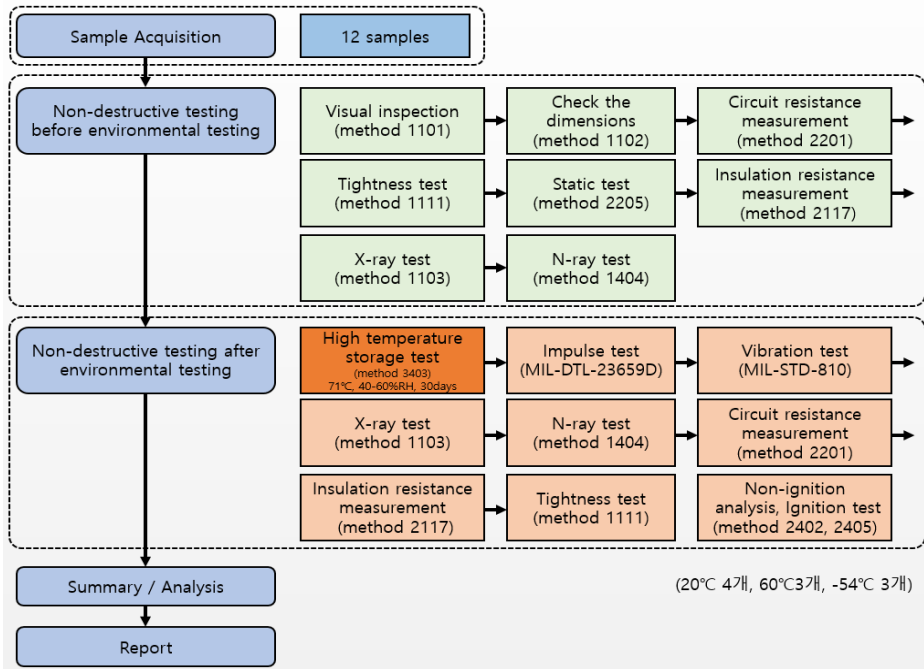 Sample Acquisition
12 samples
Non-destructive testing
before environmental testing
Visual inspection
(method 1101)
Check the
dimensions
(method 1102)
Circuit resistance
measurement
(method 2201)
Tightness test
(method 1111)
Static test
(method 2205)
Insulation resistance
measurement
(method 2117)
X-ray test
(method 1103)
N-ray test
(method 1404)
Non-destructive testing after
environmental testing
High temperature
storage test
(method 3403)
71℃, 40-60%RH, 30days
Impulse test
(MIL-DTL-23659D)
Vibration test
(MIL-STD-810)
X-ray test
(method 1103)
N-ray test
(method 1404)
Circuit resistance
measurement
(method 2201)
Insulation resistance
measurement
(method 2117)
Tightness test
(method 1111)
Non-ignition
analysis, Ignition test
(method 2402, 2405)
Summary / Analysis
(20℃ 4개, 60℃3개, -54℃ 3개)
Report